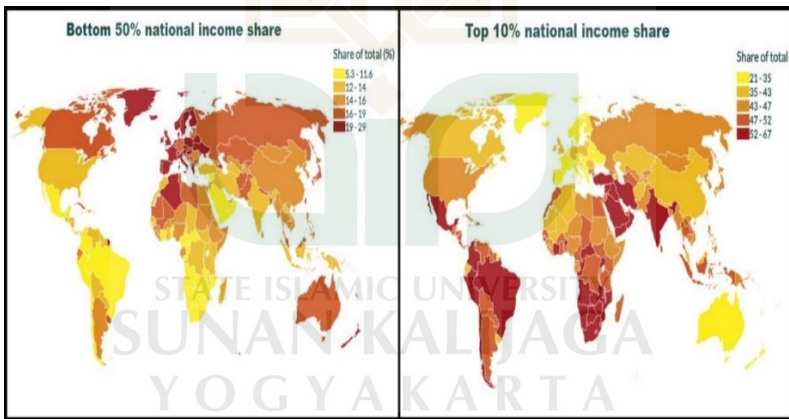 Bottom 50% national income share
Share of total (%)
5.3 - 11.6
12 - 14
14 - 16
16 - 19
19 - 29
Top 10% national income share
Share of total
21 - 35
35 - 43
43 - 47
47 - 52
52 - 67
STATE ISLAMIC UNIVERSITY
SUNAN KALIJAGA
YOGYAKARTA